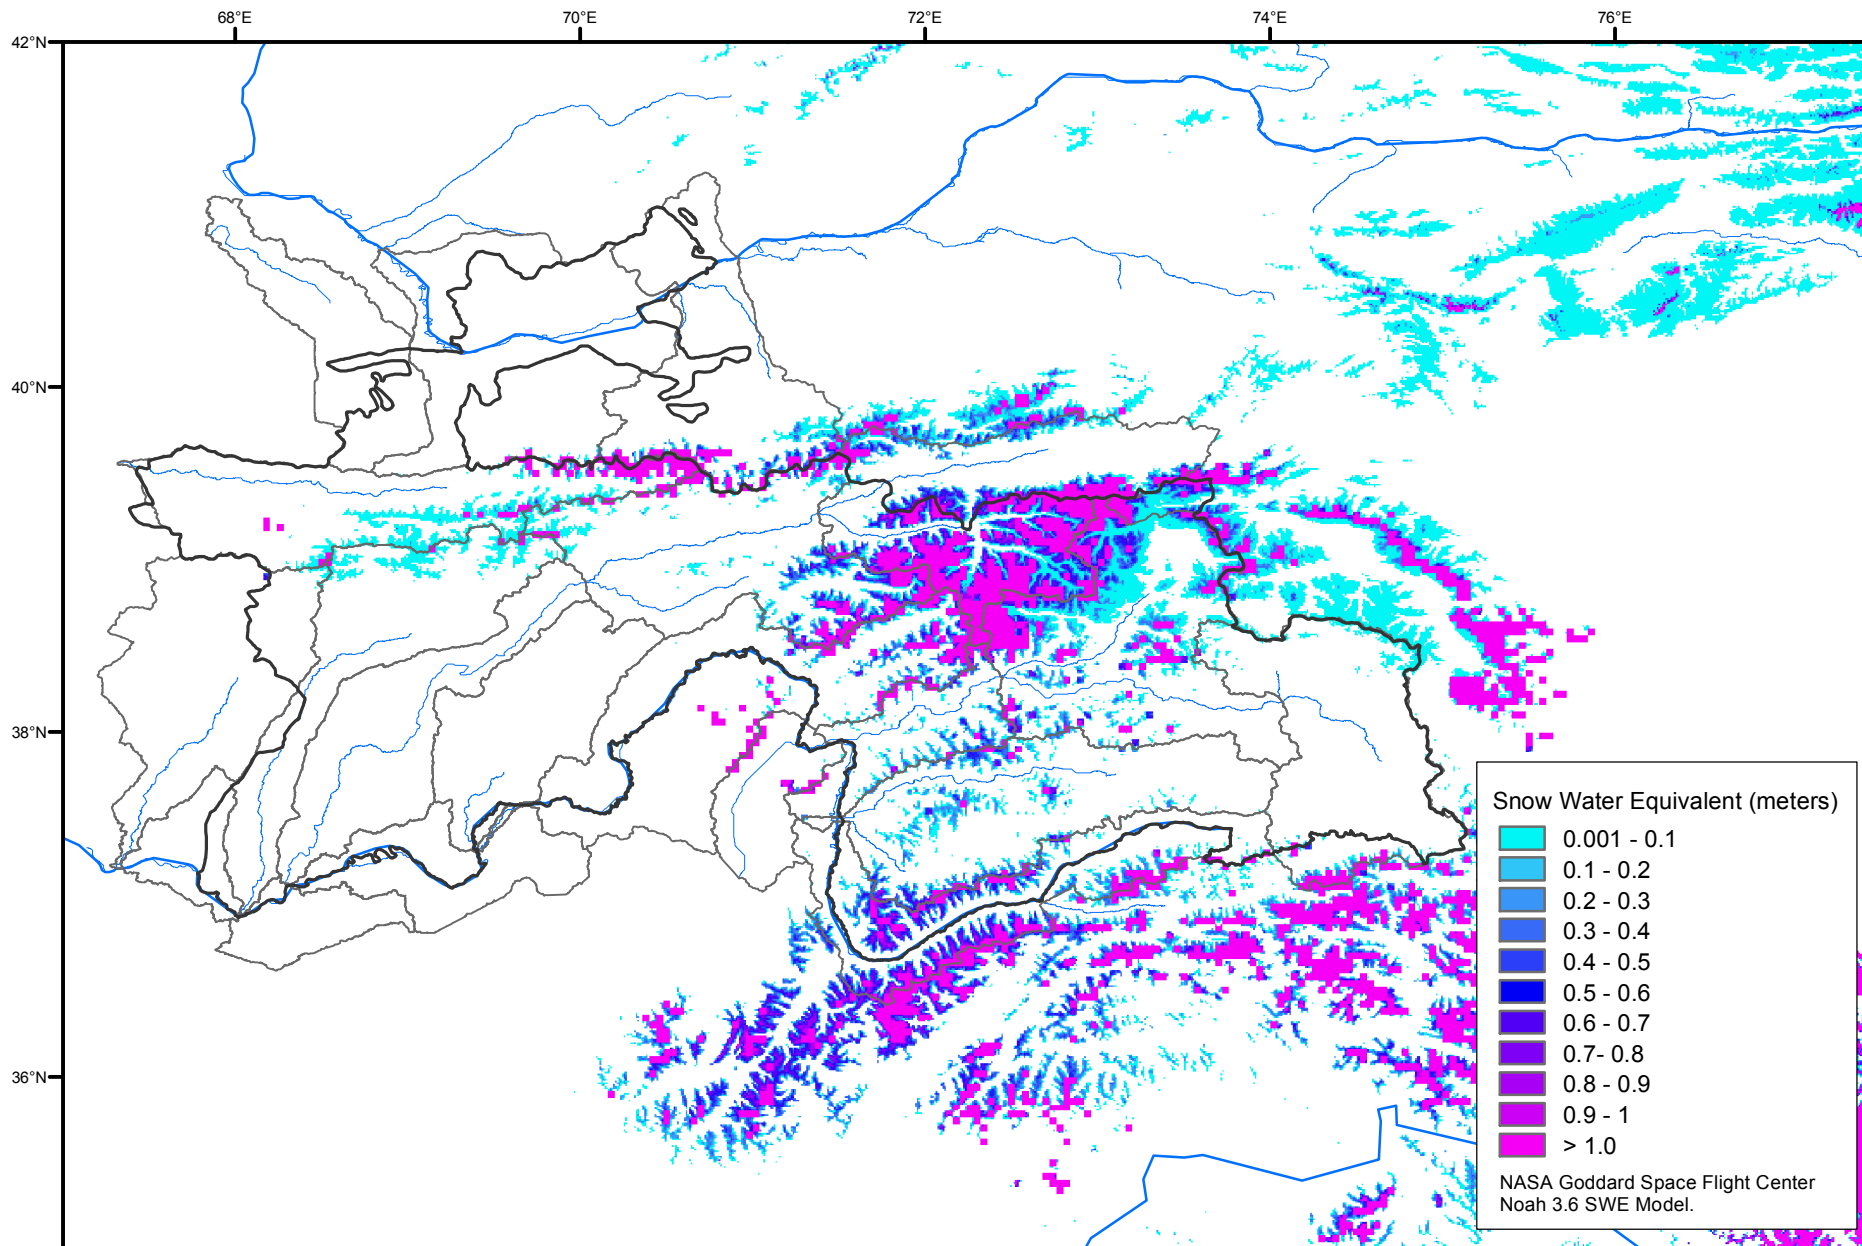 68°E
70°E
72°E
74°E
76°E
42°N
40°N
38°N
36°N
Snow Water Equivalent (meters)
0.001 - 0.1
0.1 - 0.2
0.2 - 0.3
0.3 - 0.4
0.4 - 0.5
0.5 - 0.6
0.6 - 0.7
0.7- 0.8
0.8 - 0.9
0.9 - 1
> 1.0
NASA Goddard Space Flight Center
Noah 3.6 SWE Model.